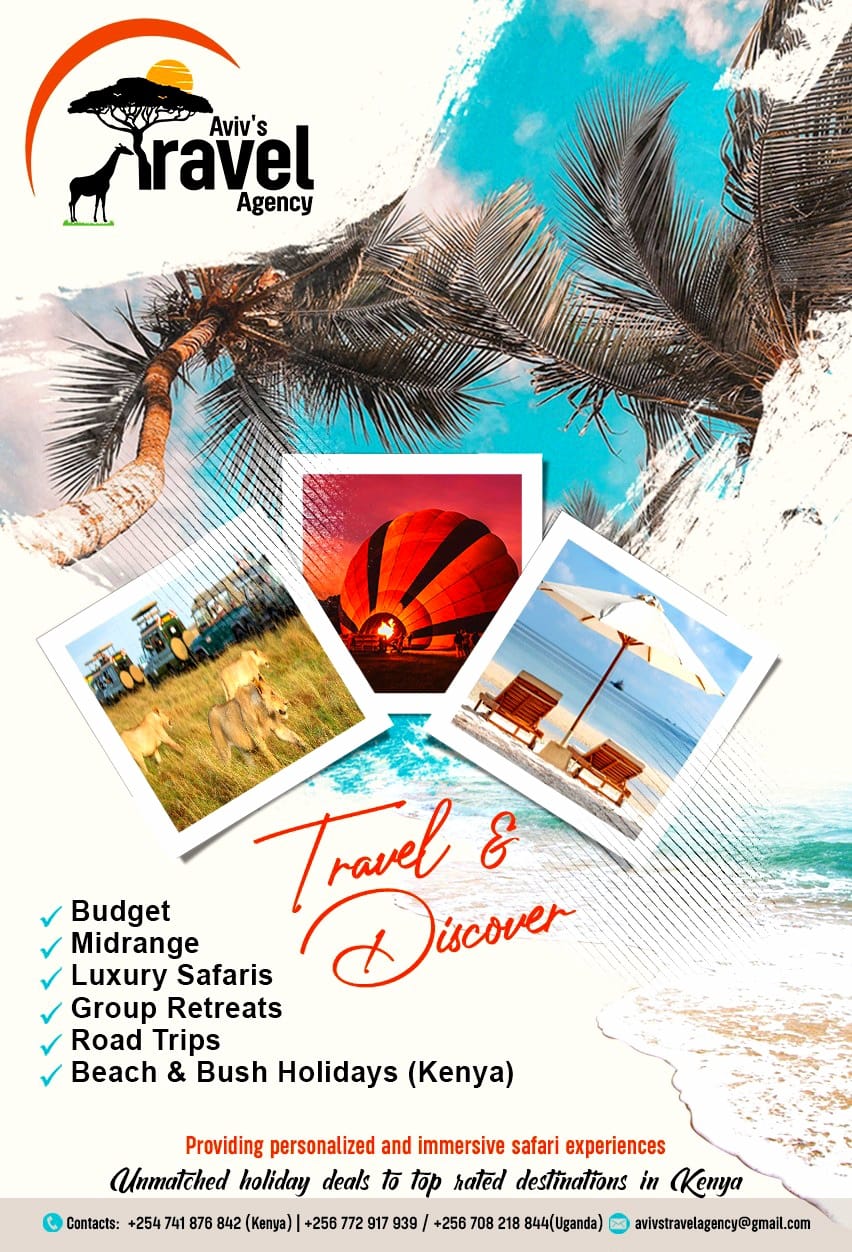 Aviv's
Travel
Agency
Travel &
Discover
Budget
Midrange
Luxury Safaris
Group Retreats
Road Trips
Beach & Bush Holidays (Kenya)
Providing personalized and immersive safari experiences
Unmatched holiday deals to top rated destinations in Kenya
Contacts: +254 741 876 842 (Kenya) | +256 772 917 939 / +256 708 218 844(Uganda) avivstravelagency@gmail.com